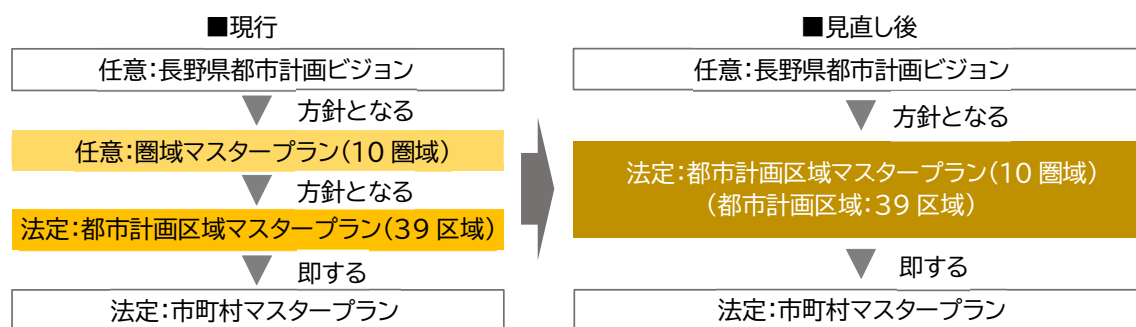 ■現行
任意：長野県都市計画ビジョン
方針となる
任意：圏域マスタープラン（10 圏域）
方針となる
法定：都市計画区域マスタープラン（39 区域）
即する
法定：市町村マスタープラン
■見直し後
任意：長野県都市計画ビジョン
方針となる
法定：都市計画区域マスタープラン（10 圏域）
（都市計画区域：39 区域）
即する
法定：市町村マスタープラン